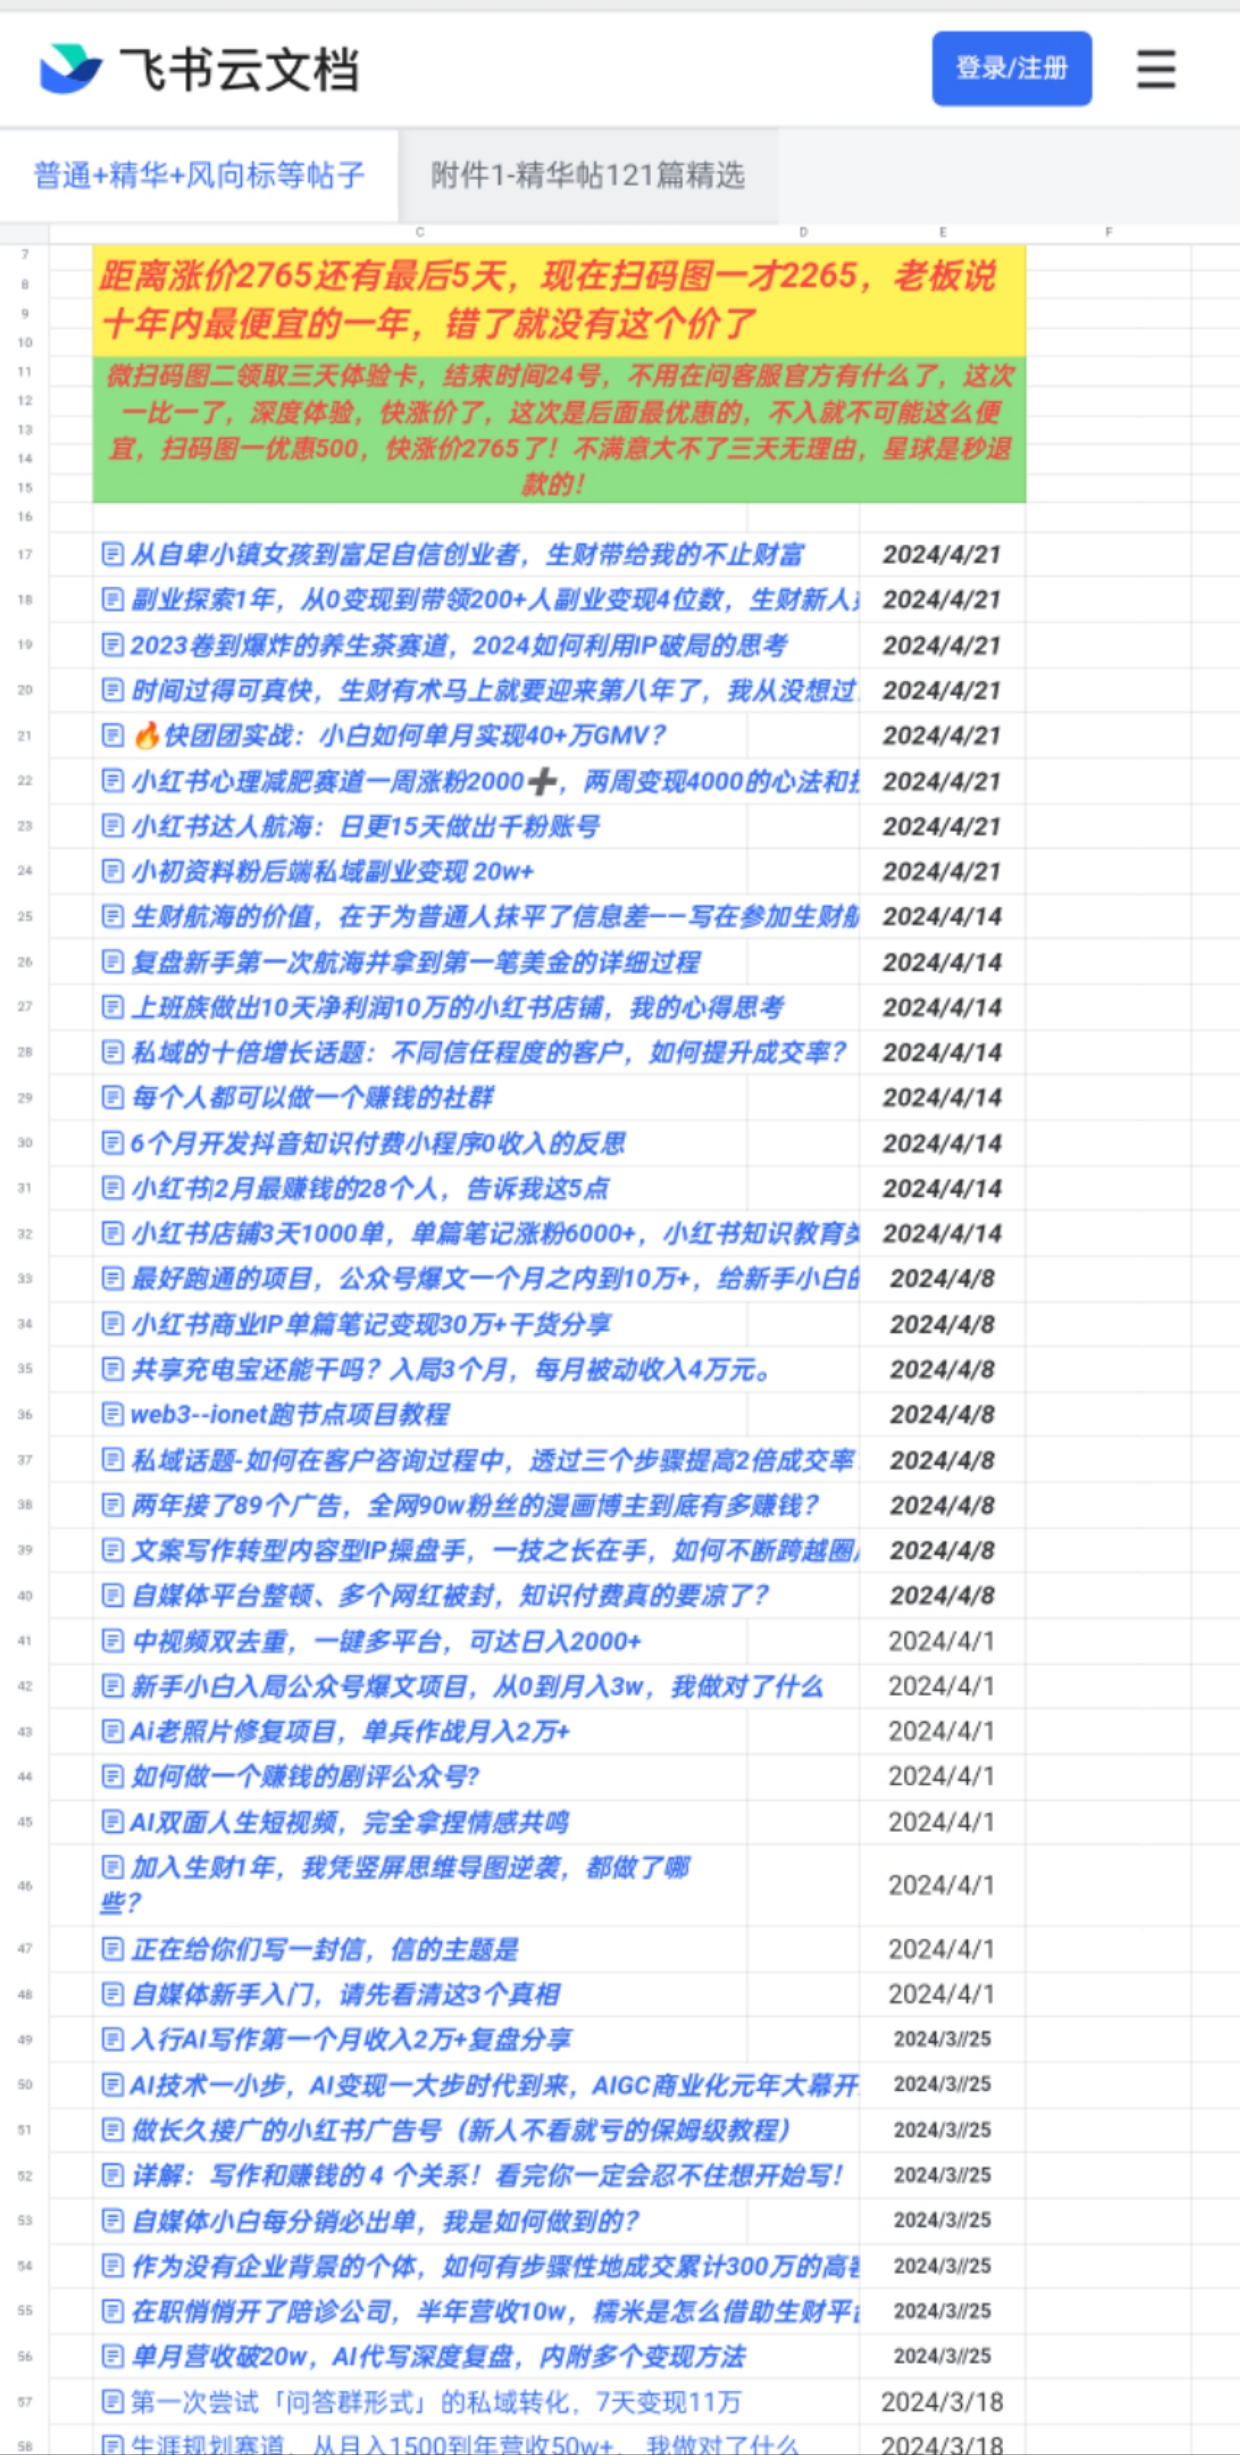 飞书云文档
登录/注册
普通+精华+风向标等帖子
附件1-精华帖121篇精选
C D E F
7
8
9
10
距离涨价2765还有最后5天，现在扫码图一才2265，老板说
十年内最便宜的一年，错了就没有这个价了
11
12
13
14
15
微扫码图二领取三天体验卡，结束时间24号，不用在问客服官方有什么了，这次
一比一了，深度体验，快涨价了，这次是后面最优惠的，不入就不可能这么便
宜，扫码图一优惠500，快涨价2765了！不满意大不了三天无理由，星球是秒退
款的！
16
17 从自卑小镇女孩到富足自信创业者，生财带给我的不止财富 2024/4/21
18 副业探索1年，从0变现到带领200+人副业变现4位数，生财新人 2024/4/21
19 2023卷到爆炸的养生茶赛道，2024如何利用IP破局的思考 2024/4/21
20 时间过得可真快，生财有术马上就要迎来第八年了，我从没想过 2024/4/21
21 🔥快团团实战：小白如何单月实现40+万GMV？ 2024/4/21
22 小红书心理减肥赛道一周涨粉2000➕，两周变现4000的心法和 2024/4/21
23 小红书达人航海：日更15天做出千粉账号 2024/4/21
24 小初资料粉后端私域副业变现 20w+ 2024/4/21
25 生财航海的价值，在于为普通人抹平了信息差——写在参加生财航 2024/4/14
26 复盘新手第一次航海并拿到第一笔美金的详细过程 2024/4/14
27 上班族做出10天净利润10万的小红书店铺，我的心得思考 2024/4/14
28 私域的十倍增长话题：不同信任程度的客户，如何提升成交率？ 2024/4/14
29 每个人都可以做一个赚钱的社群 2024/4/14
30 6个月开发抖音知识付费小程序0收入的反思 2024/4/14
31 小红书|2月最赚钱的28个人，告诉我这5点 2024/4/14
32 小红书店铺3天1000单，单篇笔记涨粉6000+，小红书知识教育类 2024/4/14
33 最好跑通的项目，公众号爆文一个月之内到10万+，给新手小白的 2024/4/8
34 小红书商业IP单篇笔记变现30万+干货分享 2024/4/8
35 共享充电宝还能干吗？入局3个月，每月被动收入4万元。 2024/4/8
36 web3--ionet跑节点项目教程 2024/4/8
37 私域话题-如何在客户咨询过程中，透过三个步骤提高2倍成交率 2024/4/8
38 两年接了89个广告，全网90w粉丝的漫画博主到底有多赚钱？ 2024/4/8
39 文案写作转型内容型IP操盘手，一技之长在手，如何不断跨越圈 2024/4/8
40 自媒体平台整顿、多个网红被封，知识付费真的要凉了？ 2024/4/8
41 中视频双去重，一键多平台，可达日入2000+ 2024/4/1
42 新手小白入局公众号爆文项目，从0到月入3w，我做对了什么 2024/4/1
43 Ai老照片修复项目，单兵作战月入2万+ 2024/4/1
44 如何做一个赚钱的剧评公众号? 2024/4/1
45 AI双面人生短视频，完全拿捏情感共鸣 2024/4/1
46 加入生财1年，我凭竖屏思维导图逆袭，都做了哪
些？ 2024/4/1
47 正在给你们写一封信，信的主题是 2024/4/1
48 自媒体新手入门，请先看清这3个真相 2024/4/1
49 入行AI写作第一个月收入2万+复盘分享 2024/3//25
50 AI技术一小步，AI变现一大步时代到来，AIGC商业化元年大幕开 2024/3//25
51 做长久接广的小红书广告号（新人不看就亏的保姆级教程） 2024/3//25
52 详解：写作和赚钱的 4 个关系！看完你一定会忍不住想开始写！ 2024/3//25
53 自媒体小白每分销必出单，我是如何做到的？ 2024/3//25
54 作为没有企业背景的个体，如何有步骤性地成交累计300万的高客 2024/3//25
55 在职悄悄开了陪诊公司，半年营收10w，糯米是怎么借助生财平台 2024/3//25
56 单月营收破20w，AI代写深度复盘，内附多个变现方法 2024/3//25
57 第一次尝试「问答群形式」的私域转化，7天变现11万 2024/3/18
58 生涯规划赛道，从月入1500到年营收50w+，我做对了什么 2024/3/18